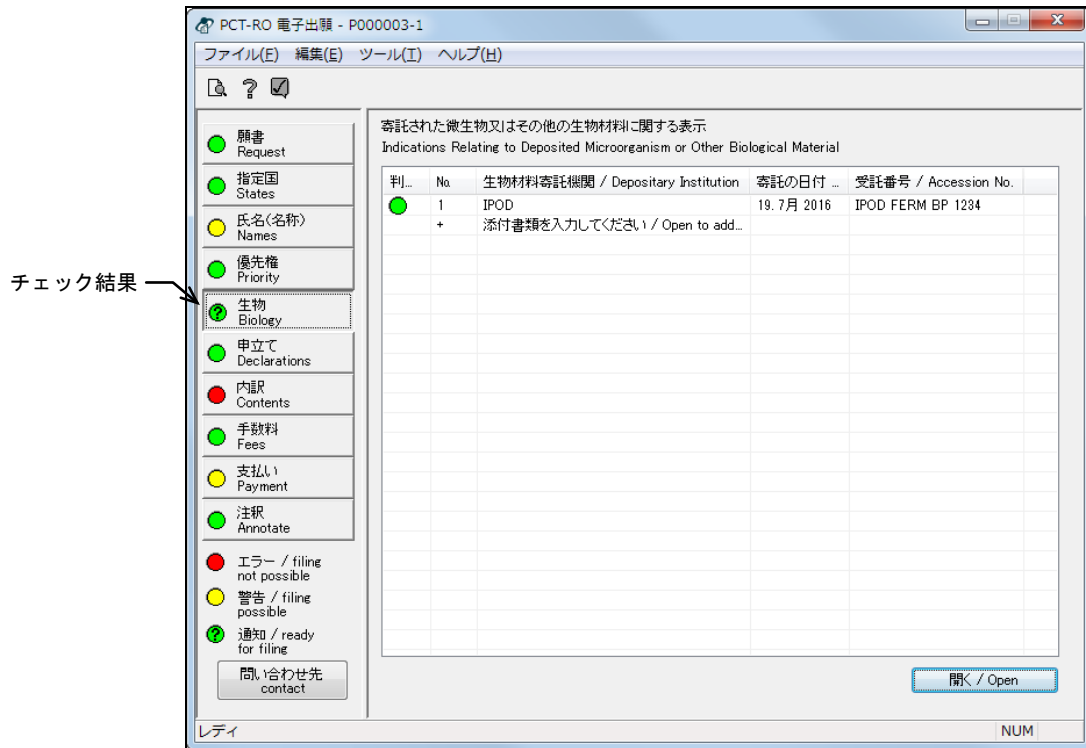 PCT-RO 電子出願 - P000003-1
ファイル(F) 編集(E) ツール(T) ヘルプ(H)
願書
Request
指定国
States
氏名(名称)
Names
優先権
Priority
チェック結果
生物
Biology
申立て
Declarations
内訳
Contents
手数料
Fees
支払い
Payment
注釈
Annotate
エラー / filing
not possible
警告 / filing
possible
通知 / ready
for filing
問い合わせ先
contact
寄託された微生物又はその他の生物材料に関する表示
Indications Relating to Deposited Microorganism or Other Biological Material
判... No. 生物材料寄託機関 / Depositary Institution 寄託の日付 ... 受託番号 / Accession No.
1 IPOD 19. 7月 2016 IPOD FERM BP 1234
+ 添付書類を入力してください / Open to add...
開く / Open
レディ NUM